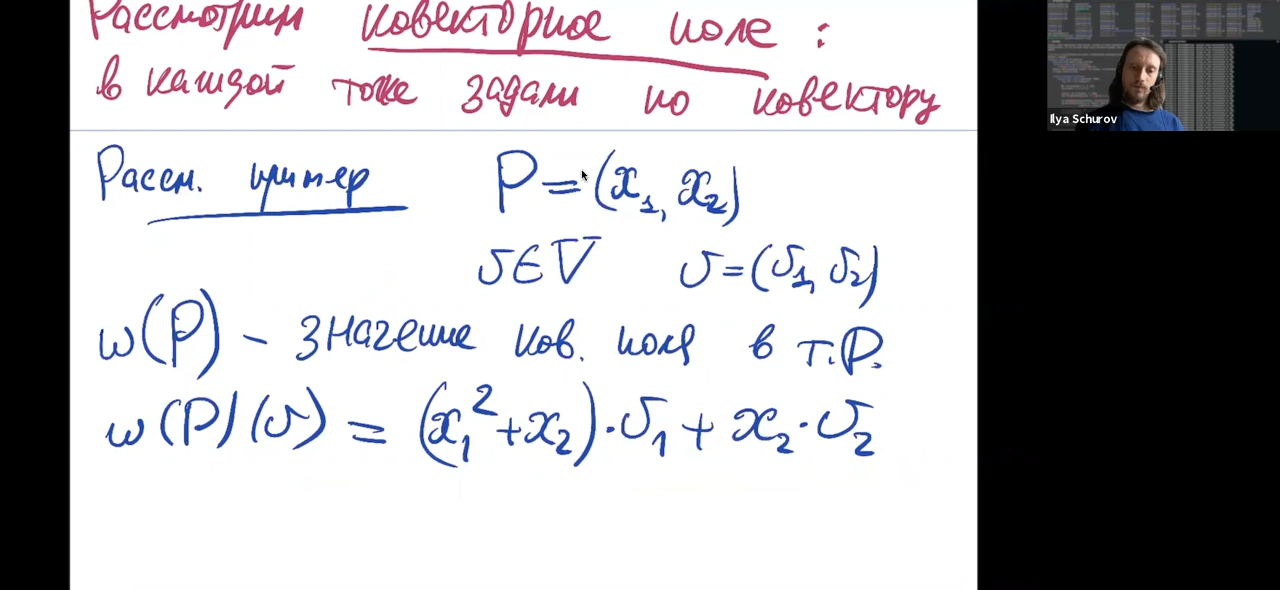 Рассмотрим ковекторное поле :
в каждой точке задали по ковектору
Ilya Schurov
Рассм. пример P = (x₁, x₂)
v ∈ V v = (v₁, v₂)
ω(P) – значение ков. поля в т. P.
ω(P)(v) = (x₁² + x₂) · v₁ + x₂ · v₂